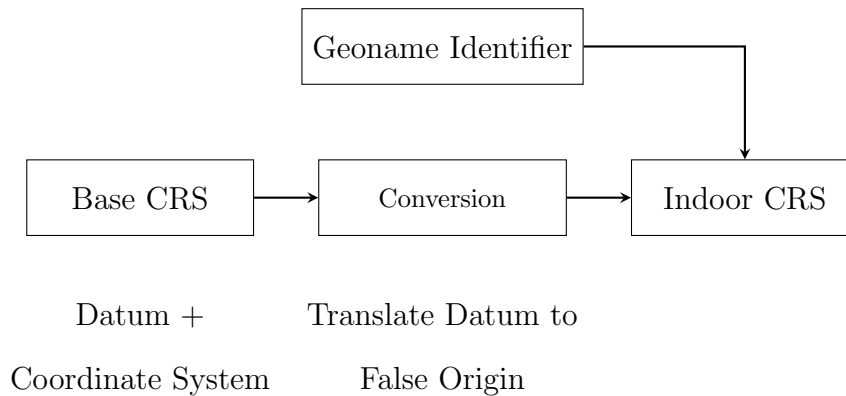 Geoname Identifier
Base CRS
Conversion
Indoor CRS
Datum +
Coordinate System
Translate Datum to
False Origin